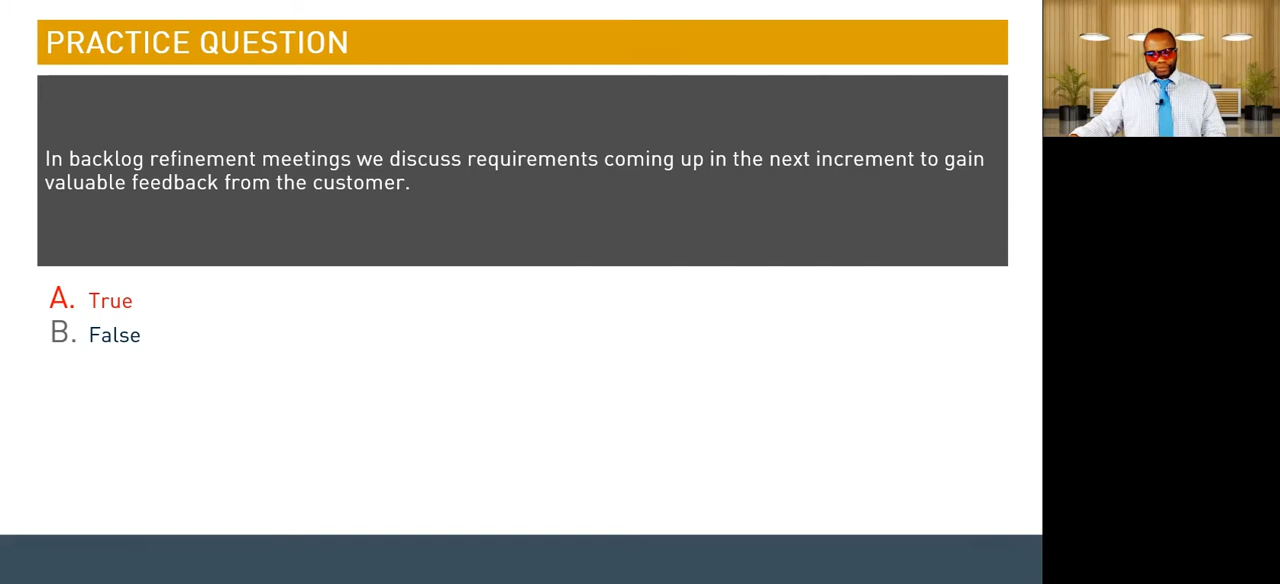 PRACTICE QUESTION
In backlog refinement meetings we discuss requirements coming up in the next increment to gain
valuable feedback from the customer.
A. True
B. False